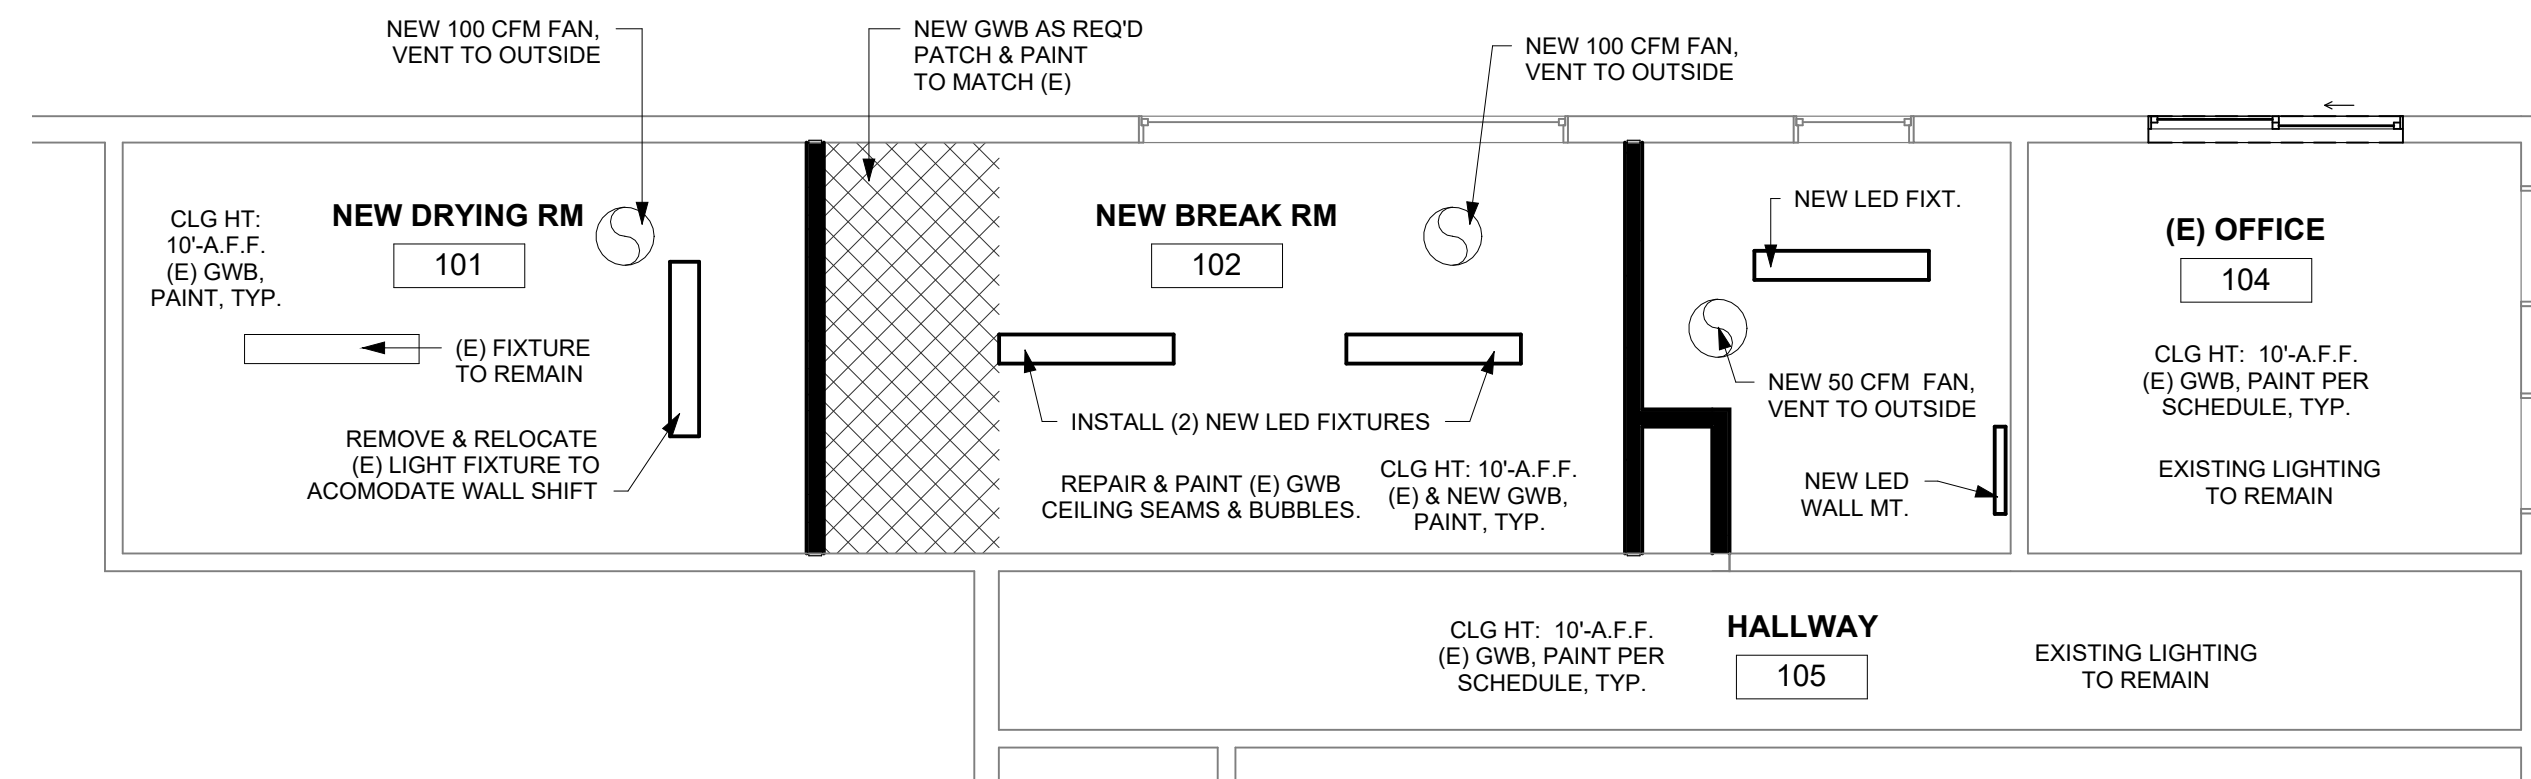 NEW 100 CFM FAN,
VENT TO OUTSIDE
NEW GWB AS REQ'D
PATCH & PAINT
TO MATCH (E)
NEW 100 CFM FAN,
VENT TO OUTSIDE
CLG HT:
10'-A.F.F.
(E) GWB,
PAINT, TYP.
NEW DRYING RM
101
(E) FIXTURE
TO REMAIN
REMOVE & RELOCATE
(E) LIGHT FIXTURE TO
ACOMODATE WALL SHIFT
NEW BREAK RM
102
INSTALL (2) NEW LED FIXTURES
REPAIR & PAINT (E) GWB
CEILING SEAMS & BUBBLES.
CLG HT: 10'-A.F.F.
(E) & NEW GWB,
PAINT, TYP.
NEW LED FIXT.
NEW 50 CFM  FAN,
VENT TO OUTSIDE
NEW LED
WALL MT.
(E) OFFICE
104
CLG HT:  10'-A.F.F.
(E) GWB, PAINT PER
SCHEDULE, TYP.
EXISTING LIGHTING
TO REMAIN
CLG HT:  10'-A.F.F.
(E) GWB, PAINT PER
SCHEDULE, TYP.
HALLWAY
105
EXISTING LIGHTING
TO REMAIN